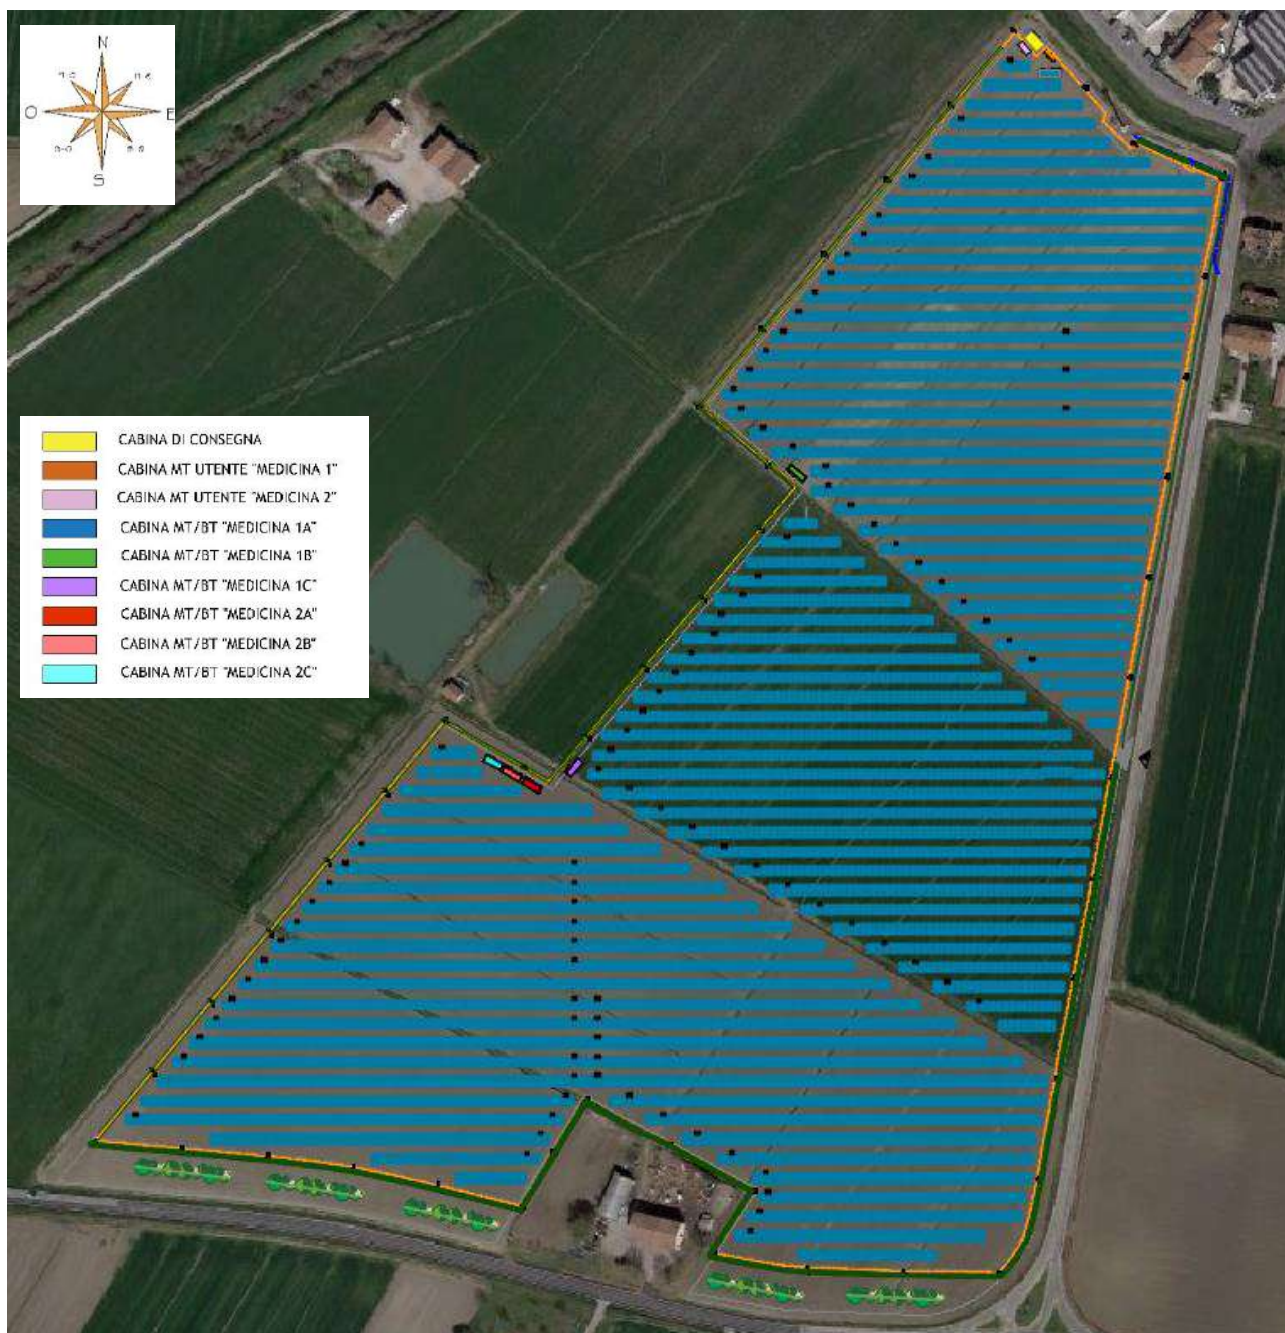 N
O
E
S
CABINA DI CONSEGNA
CABINA MT UTENTE "MEDICINA 1"
CABINA MT UTENTE "MEDICINA 2"
CABINA MT/BT "MEDICINA 1A"
CABINA MT/BT "MEDICINA 1B"
CABINA MT/BT "MEDICINA 1C"
CABINA MT/BT "MEDICINA 2A"
CABINA MT/BT "MEDICINA 2B"
CABINA MT/BT "MEDICINA 2C"